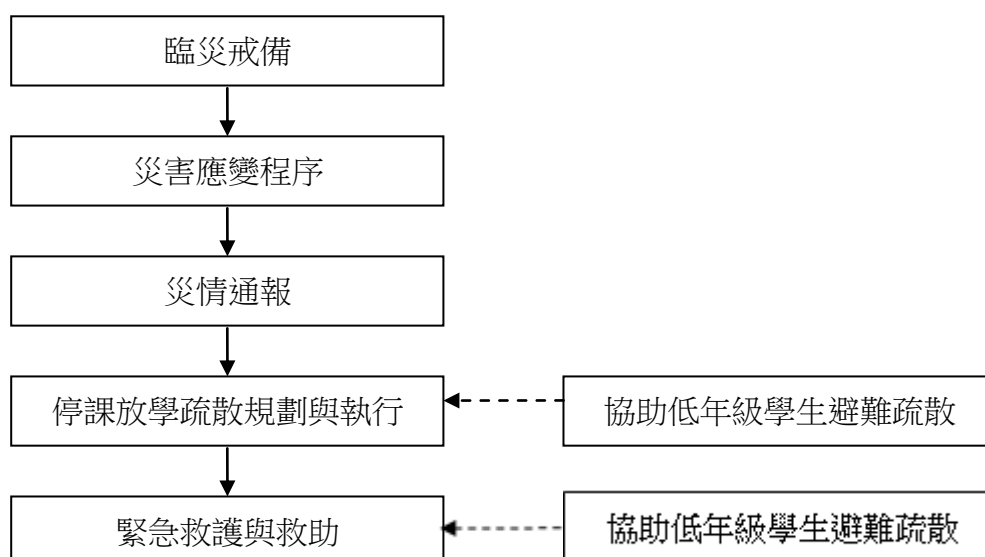 臨災戒備
災害應變程序
災情通報
停課放學疏散規劃與執行
協助低年級學生避難疏散
緊急救護與救助
協助低年級學生避難疏散